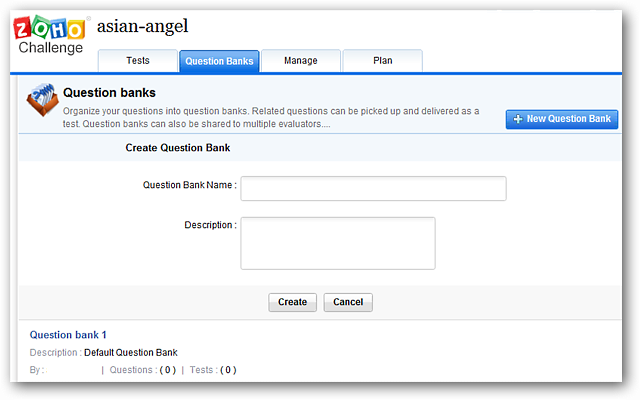 ZOHO asian-angel
Challenge
Tests Question Banks Manage Plan
Question banks
Organize your questions into question banks. Related questions can be picked up and delivered as a
test. Question banks can also be shared to multiple evaluators....
+ New Question Bank
Create Question Bank
Question Bank Name :
Description :
Create Cancel
Question bank 1
Description : Default Question Bank
By : | Questions : ( 0 ) | Tests : ( 0 )